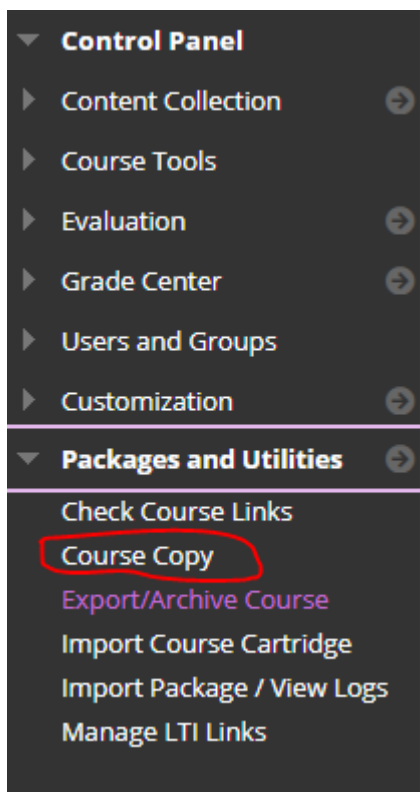 Control Panel
Content Collection
Course Tools
Evaluation
Grade Center
Users and Groups
Customization
Packages and Utilities
Check Course Links
Course Copy
Export/Archive Course
Import Course Cartridge
Import Package / View Logs
Manage LTI Links